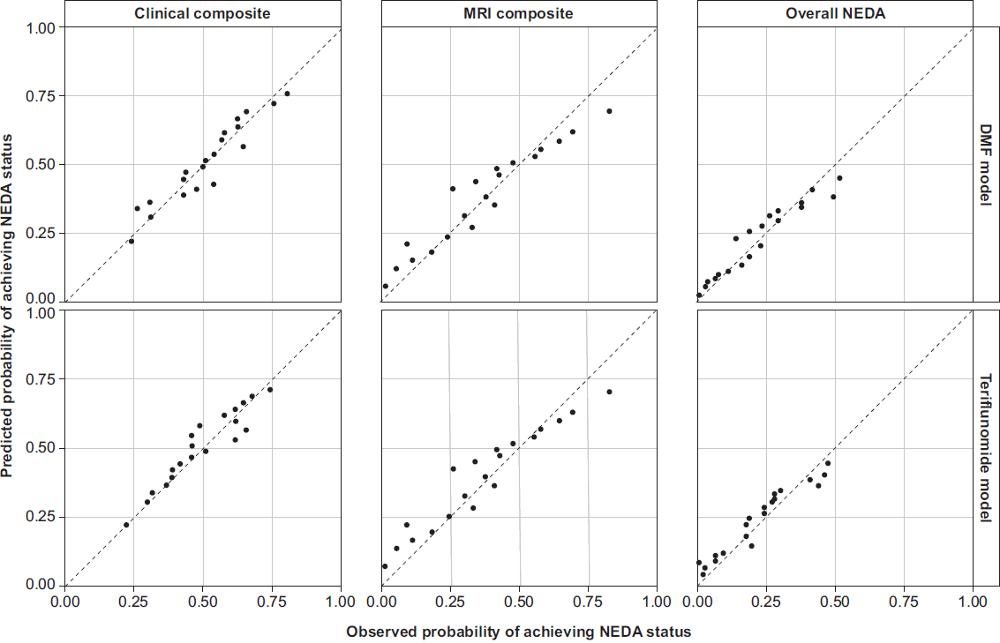 Clinical composite
MRI composite
Overall NEDA
1.00
0.75
0.50
0.25
0.00
DMF model
Predicted probability of achieving NEDA status
1.00
0.75
0.50
0.25
0.00
Teriflunomide model
0.00 0.25 0.50 0.75 1.00 0.00 0.25 0.50 0.75 1.00 0.00 0.25 0.50 0.75 1.00
Observed probability of achieving NEDA status